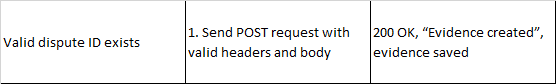 Valid dispute ID exists
1. Send POST request with
valid headers and body
200 OK, “Evidence created”,
evidence saved